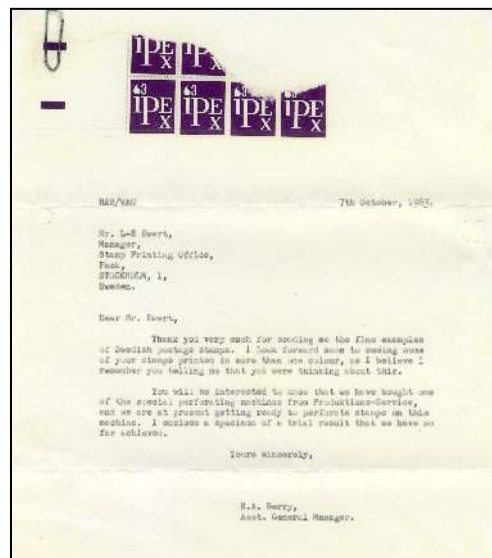 IPEX
IPEX
63 IPEX 63 IPEX 63 IPEX 63 IPEX
7th October, 1963.
Mr. L-E Ewert,
Manager,
Stamp Printing Office,
Fack,
STOCKHOLM, 1,
Sweden.
Dear Mr. Ewert,
Thank you very much for sending me the fine examples
of Swedish postage stamps. I look forward soon to seeing some
of your stamps printed in more than one colour, as I believe I
remember you telling me that you were thinking about this.
You will be interested to know that we have bought one
of the special perforating machines from Produktions-Service,
and we are at present getting ready to perforate stamps on this
machine. I enclose a specimen of a trial result that we have so
far achieved.
Yours sincerely,
H.A. Berry,
Asst. General Manager.